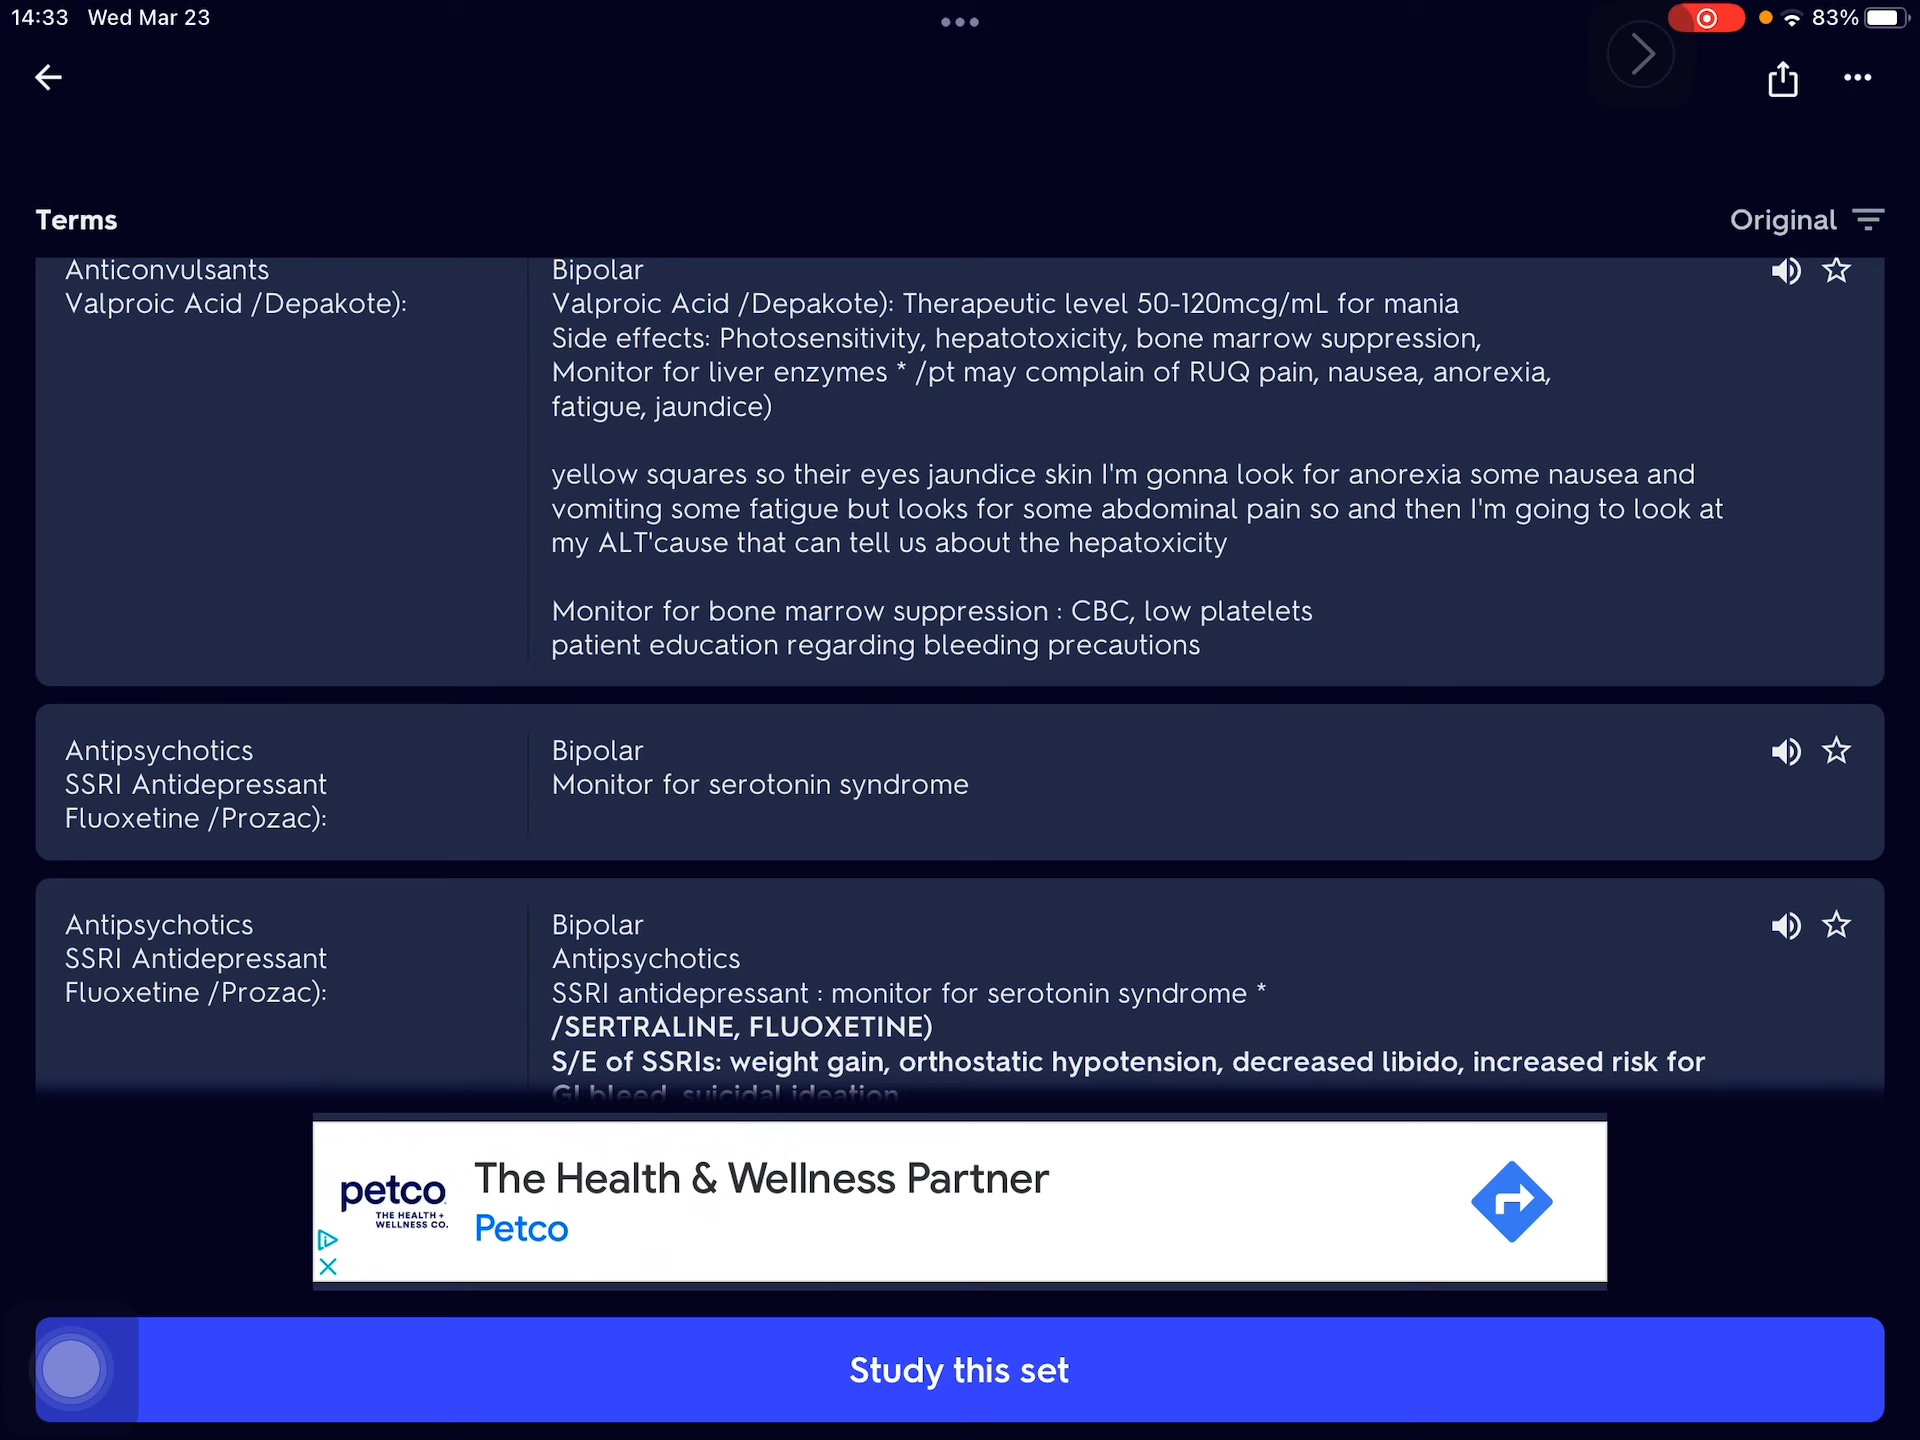 14:33 Wed Mar 23
83%
Terms
Original
Anticonvulsants
Valproic Acid /Depakote):
Bipolar
Valproic Acid /Depakote): Therapeutic level 50-120mcg/mL for mania
Side effects: Photosensitivity, hepatotoxicity, bone marrow suppression,
Monitor for liver enzymes * /pt may complain of RUQ pain, nausea, anorexia,
fatigue, jaundice)
yellow squares so their eyes jaundice skin I'm gonna look for anorexia some nausea and
vomiting some fatigue but looks for some abdominal pain so and then I'm going to look at
my ALT'cause that can tell us about the hepatoxicity
Monitor for bone marrow suppression : CBC, low platelets
patient education regarding bleeding precautions
Antipsychotics
SSRI Antidepressant
Fluoxetine /Prozac):
Bipolar
Monitor for serotonin syndrome
Antipsychotics
SSRI Antidepressant
Fluoxetine /Prozac):
Bipolar
Antipsychotics
SSRI antidepressant : monitor for serotonin syndrome *
/SERTRALINE, FLUOXETINE)
S/E of SSRIs: weight gain, orthostatic hypotension, decreased libido, increased risk for
GI bleed, suicidal ideation
petco
THE HEALTH +
WELLNESS CO.
The Health & Wellness Partner
Petco
Study this set